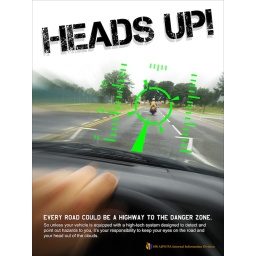 HEADS UP!
EVERY ROAD COULD BE A HIGHWAY TO THE DANGER ZONE.
So unless your vehicle is equipped with a high-tech system designed to detect and
point out hazards to you, it's your responsibility to keep your eyes on the road and
your head out of the clouds.